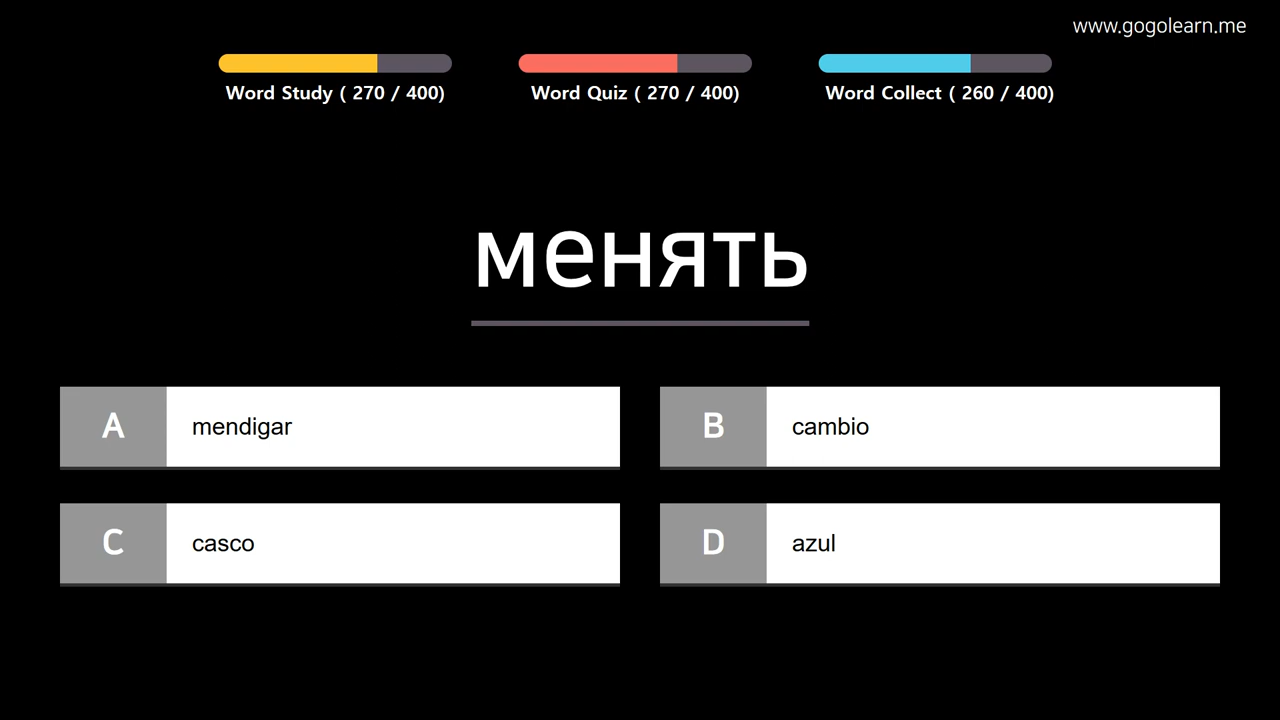 www.gogolearn.me
Word Study ( 270 / 400)
Word Quiz ( 270 / 400)
Word Collect ( 260 / 400)
менять
A mendigar
B cambio
C casco
D azul